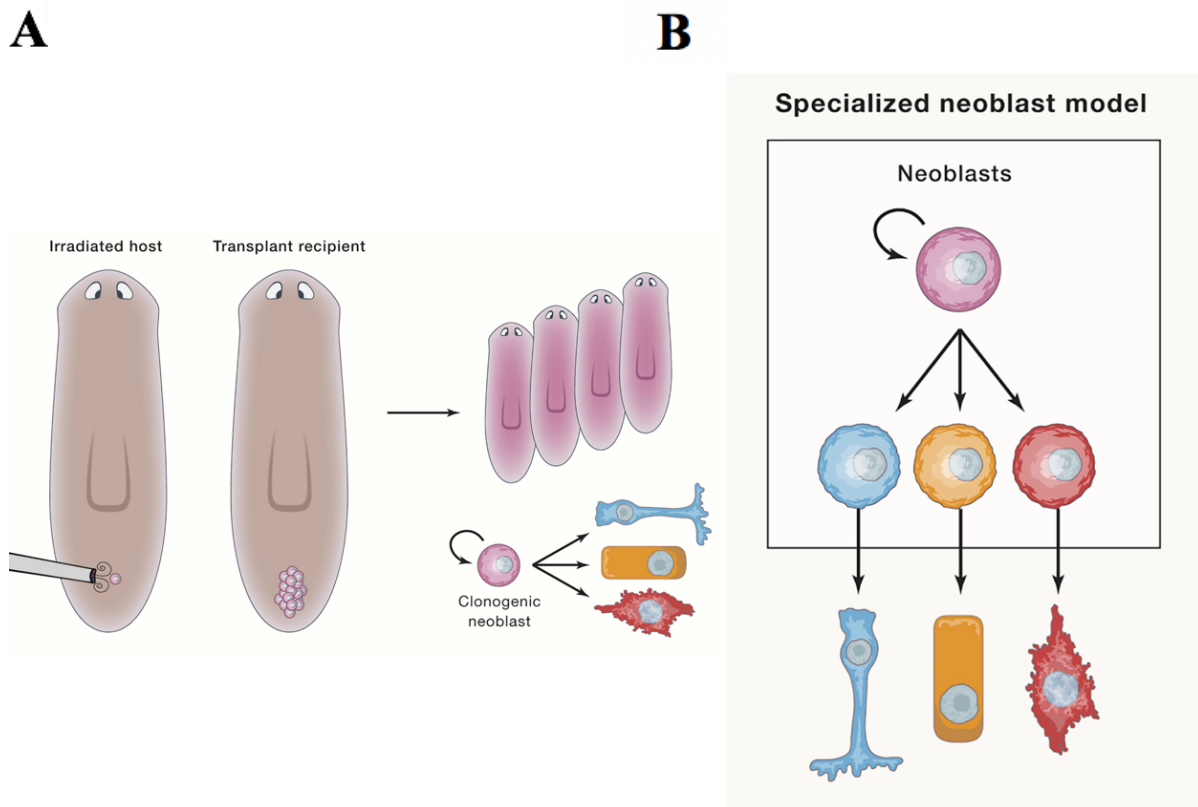 A
B
Irradiated host
Transplant recipient
Clonogenic
neoblast
Specialized neoblast model
Neoblasts